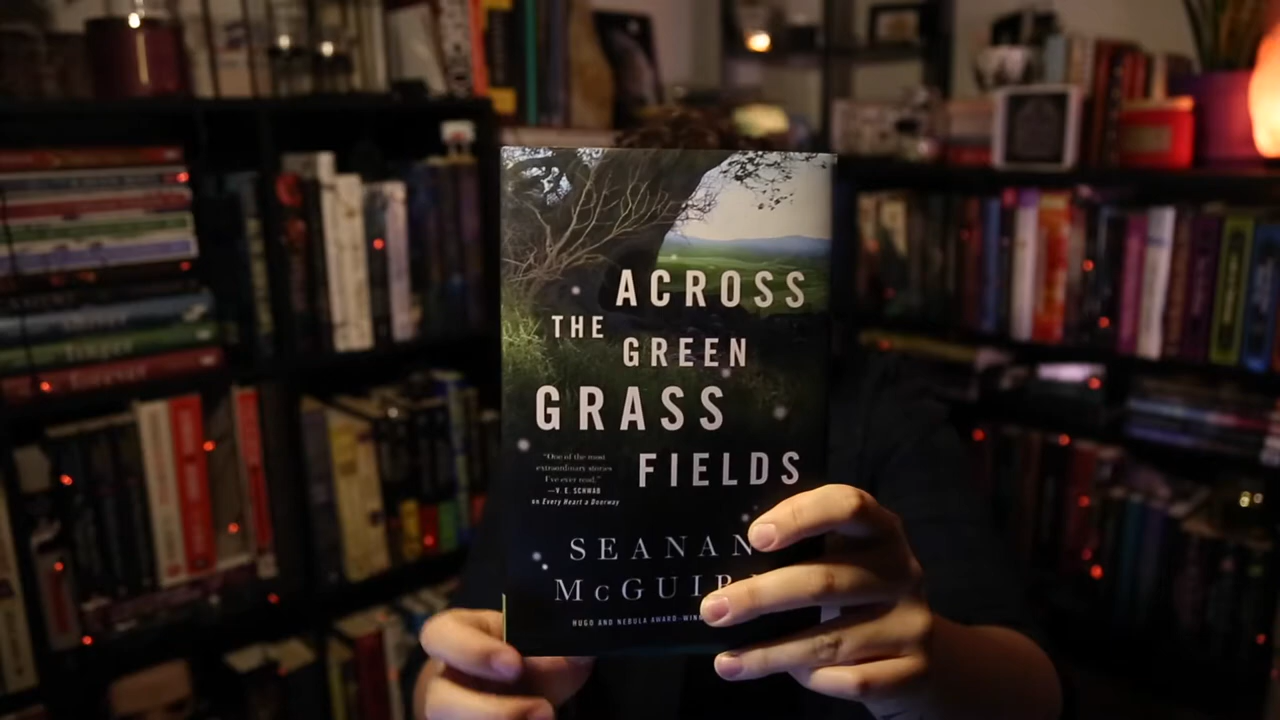 ACROSS
THE
GREEN
GRASS
FIELDS
"One of the most
extraordinary stories
I've ever read."
—V. E. SCHWAB
on Every Heart a Doorway
SEANAN
McGUIR
HUGO AND NEBULA AWARD–WIN